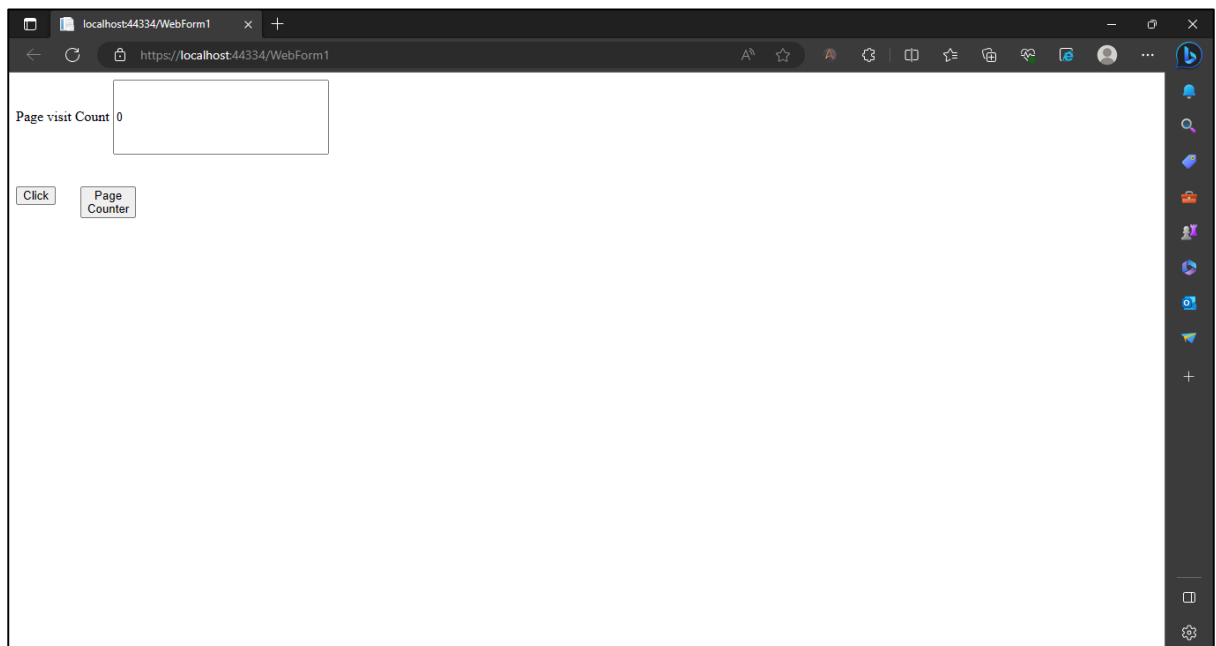 localhost:44334/WebForm1
https://localhost:44334/WebForm1
Page visit Count 0
Click
Page
Counter